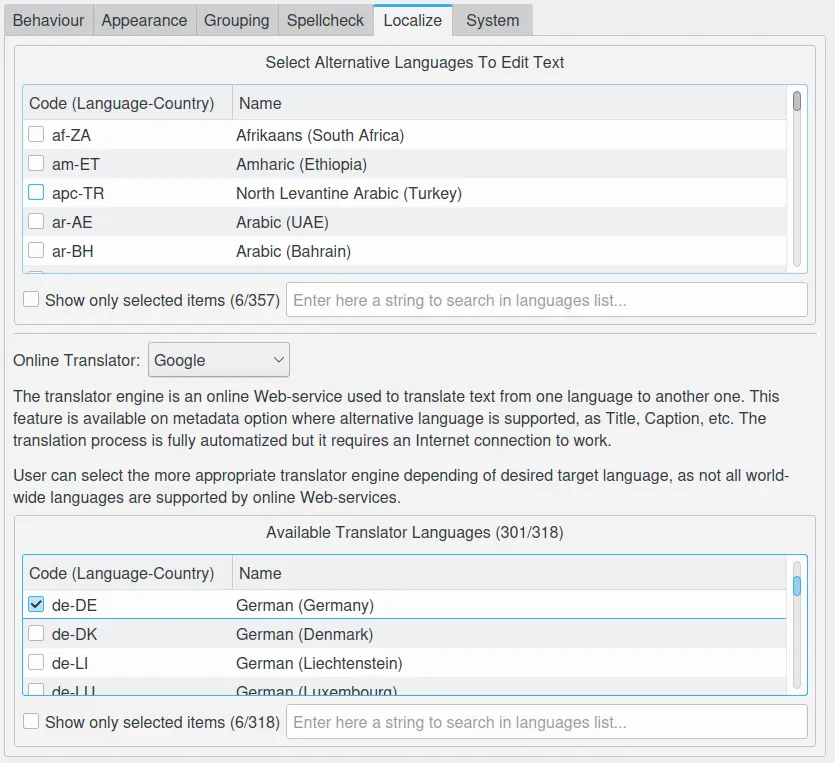 Behaviour Appearance Grouping Spellcheck Localize System
Select Alternative Languages To Edit Text
Code (Language-Country) Name
af-ZA Afrikaans (South Africa)
am-ET Amharic (Ethiopia)
apc-TR North Levantine Arabic (Turkey)
ar-AE Arabic (UAE)
ar-BH Arabic (Bahrain)
Show only selected items (6/357) Enter here a string to search in languages list...
Online Translator: Google
The translator engine is an online Web-service used to translate text from one language to another one. This
feature is available on metadata option where alternative language is supported, as Title, Caption, etc. The
translation process is fully automatized but it requires an Internet connection to work.
User can select the more appropriate translator engine depending of desired target language, as not all world-
wide languages are supported by online Web-services.
Available Translator Languages (301/318)
Code (Language-Country) Name
de-DE German (Germany)
de-DK German (Denmark)
de-LI German (Liechtenstein)
de-LU German (Luxembourg)
Show only selected items (6/318) Enter here a string to search in languages list...